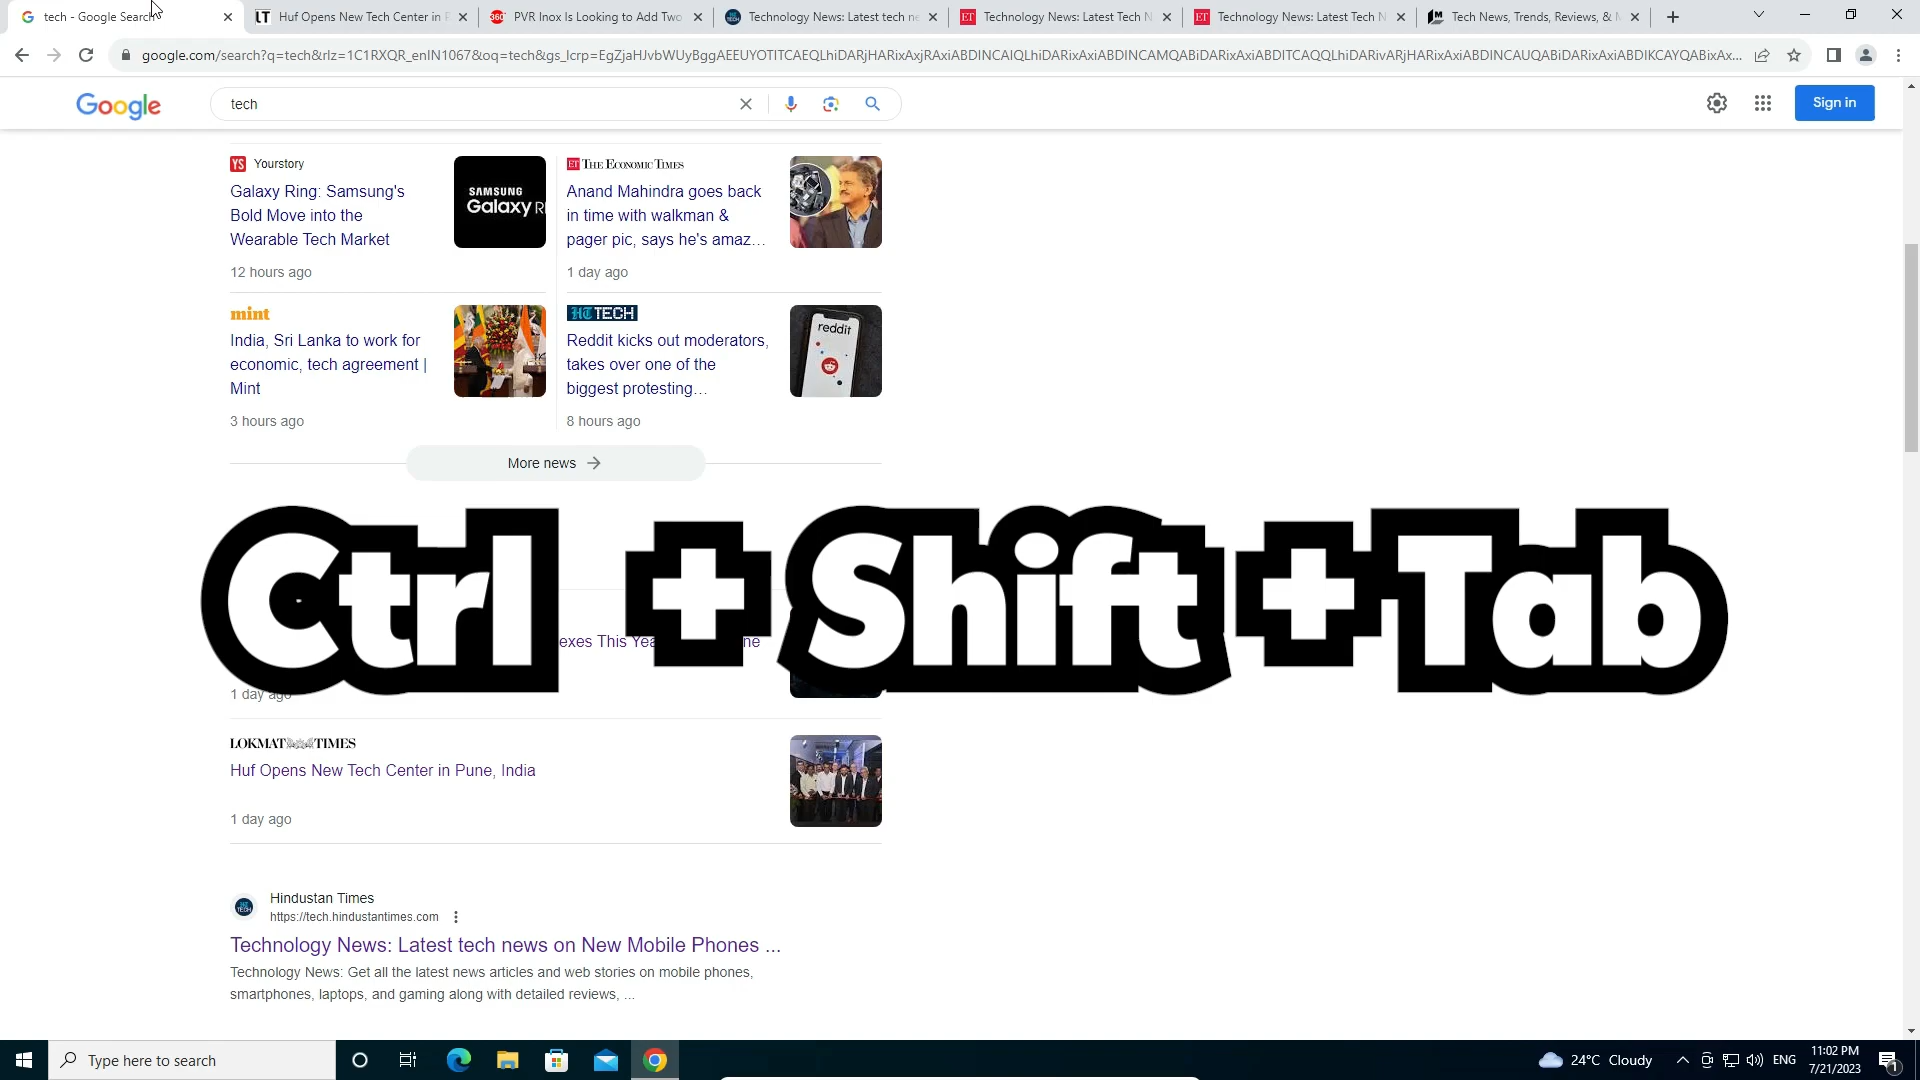 tech - Google Search
Huf Opens New Tech Center in P
PVR Inox Is Looking to Add Two
Technology News: Latest tech ne
Technology News: Latest Tech N
Technology News: Latest Tech N
Tech News, Trends, Reviews, &
google.com/search?q=tech&rlz=1C1RXQR_enIN1067&oq=tech&gs_lcrp=EgZjaHJvbWUyBggAEEUYOTITCAEQLhiDARjHARixAxjRAxiABDINCAIQLhiDARixAxiABDINCAMQABiDARixAxiABDITCAQQLhiDARivARjHARixAxiABDINCAUQABiDARixAxiABDIKCAYQABixAx...
Google
tech
Sign in
YS Yourstory
Galaxy Ring: Samsung's
Bold Move into the
Wearable Tech Market
12 hours ago
SAMSUNG
Galaxy Ri
ET THE ECONOMIC TIMES
Anand Mahindra goes back
in time with walkman &
pager pic, says he's amaz...
1 day ago
mint
India, Sri Lanka to work for
economic, tech agreement |
Mint
3 hours ago
HT TECH
Reddit kicks out moderators,
takes over one of the
biggest protesting...
8 hours ago
reddit
More news →
Ctrl + Shift + Tab
exes This Yea
ne
1 day ago
LOKMAT TIMES
Huf Opens New Tech Center in Pune, India
1 day ago
Hindustan Times
https://tech.hindustantimes.com
Technology News: Latest tech news on New Mobile Phones ...
Technology News: Get all the latest news articles and web stories on mobile phones,
smartphones, laptops, and gaming along with detailed reviews, ...
Type here to search
24°C Cloudy
ENG
11:02 PM
7/21/2023
1